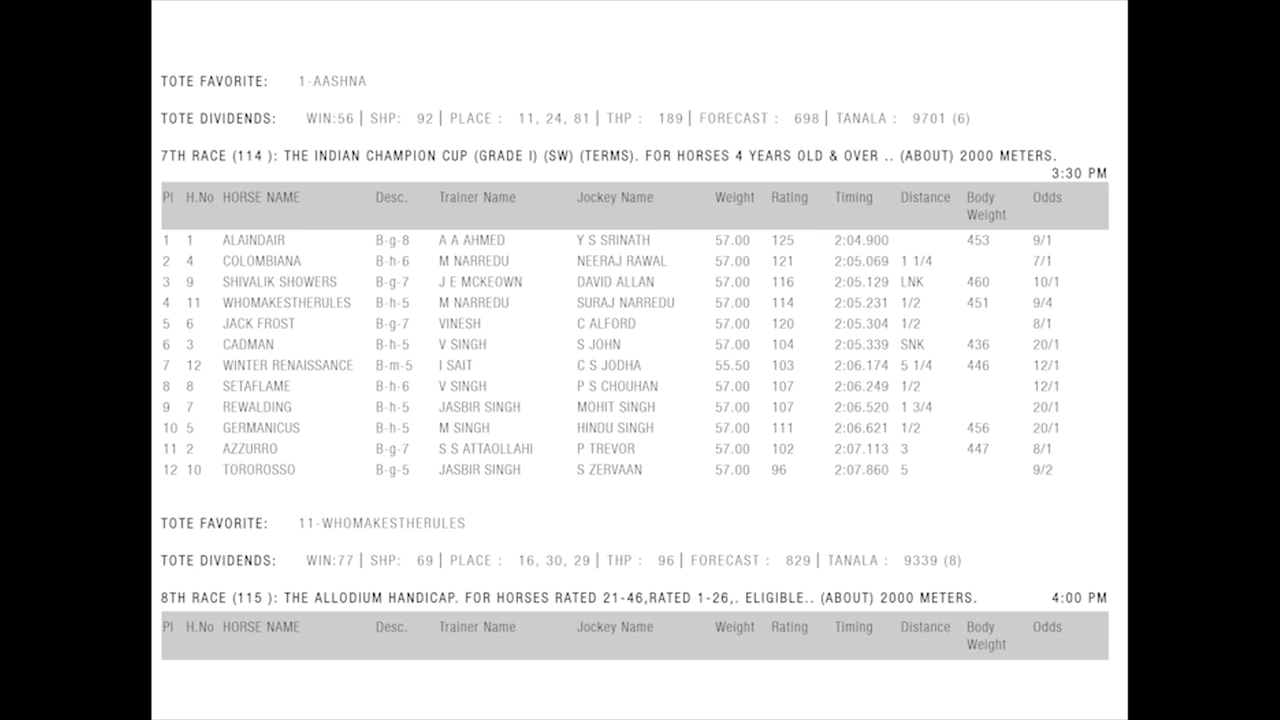 TOTE FAVORITE: 1-AASHNA
TOTE DIVIDENDS: WIN:56 | SHP: 92 | PLACE : 11, 24, 81 | THP : 189 | FORECAST : 698 | TANALA : 9701 (6)
7TH RACE (114 ): THE INDIAN CHAMPION CUP (GRADE I) (SW) (TERMS). FOR HORSES 4 YEARS OLD & OVER .. (ABOUT) 2000 METERS.
3:30 PM
Pl H.No HORSE NAME Desc. Trainer Name Jockey Name Weight Rating Timing Distance Body Weight Odds
1 1 ALAINDAIR B-g-8 A A AHMED Y S SRINATH 57.00 125 2:04.900 453 9/1
2 4 COLOMBIANA B-h-6 M NARREDU NEERAJ RAWAL 57.00 121 2:05.069 1 1/4 7/1
3 9 SHIVALIK SHOWERS B-g-7 J E MCKEOWN DAVID ALLAN 57.00 116 2:05.129 LNK 460 10/1
4 11 WHOMAKESTHERULES B-h-5 M NARREDU SURAJ NARREDU 57.00 114 2:05.231 1/2 451 9/4
5 6 JACK FROST B-g-7 VINESH C ALFORD 57.00 120 2:05.304 1/2 8/1
6 3 CADMAN B-h-5 V SINGH S JOHN 57.00 104 2:05.339 SNK 436 20/1
7 12 WINTER RENAISSANCE B-m-5 I SAIT C S JODHA 55.50 103 2:06.174 5 1/4 446 12/1
8 8 SETAFLAME B-h-6 V SINGH P S CHOUHAN 57.00 107 2:06.249 1/2 12/1
9 7 REWALDING B-h-5 JASBIR SINGH MOHIT SINGH 57.00 107 2:06.520 1 3/4 20/1
10 5 GERMANICUS B-h-5 M SINGH HINDU SINGH 57.00 111 2:06.621 1/2 456 20/1
11 2 AZZURRO B-g-7 S S ATTAOLLAHI P TREVOR 57.00 102 2:07.113 3 447 8/1
12 10 TOROROSSO B-g-5 JASBIR SINGH S ZERVAAN 57.00 96 2:07.860 5 9/2
TOTE FAVORITE: 11-WHOMAKESTHERULES
TOTE DIVIDENDS: WIN:77 | SHP: 69 | PLACE : 16, 30, 29 | THP : 96 | FORECAST : 829 | TANALA : 9339 (8)
8TH RACE (115 ): THE ALLODIUM HANDICAP. FOR HORSES RATED 21-46,RATED 1-26,. ELIGIBLE.. (ABOUT) 2000 METERS. 4:00 PM
Pl H.No HORSE NAME Desc. Trainer Name Jockey Name Weight Rating Timing Distance Body Weight Odds